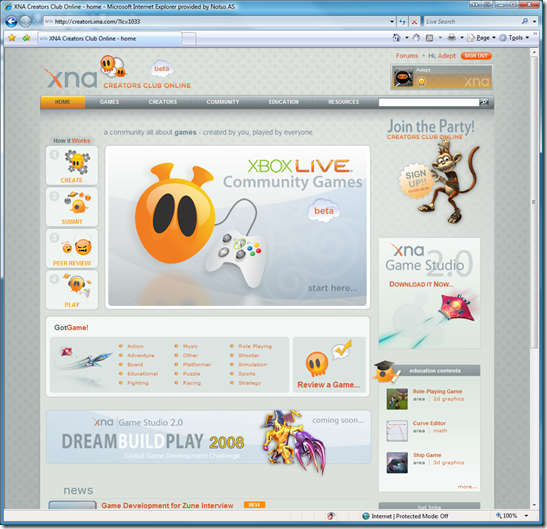 XNA Creators Club Online - home - Microsoft Internet Explorer provided by Notus AS
http://creators.xna.com/?lc=1033
Live Search
XNA Creators Club Online - home
Page
Tools
Forums • Hi, Adept SIGN OUT
xna
beta
CREATORS CLUB ONLINE
Adept
xna
HOME GAMES CREATORS COMMUNITY EDUCATION RESOURCES
a community all about games - created by you, played by everyone
How it Works
1
CREATE
2
SUBMIT
3
PEER REVIEW
4
PLAY
XBOX LIVE
Community Games
beta
start here...
Join the Party!
CREATORS CLUB ONLINE
SIGN UP!!
xna
Game Studio 2.0
DOWNLOAD IT NOW...
GotGame!
Action
Adventure
Board
Educational
Fighting
Music
Other
Platformer
Puzzle
Racing
Role Playing
Shooter
Simulation
Sports
Strategy
Review a Game...
education contents
Role-Playing Game
area | 2d graphics
Curve Editor
area | math
Ship Game
area | 3d graphics
more...
xna Game Studio 2.0
coming soon...
DREAMBUILDPLAY 2008
Global Game Development Challenge
news
Game Development for Zune Interview NEW
Internet | Protected Mode: Off
100%